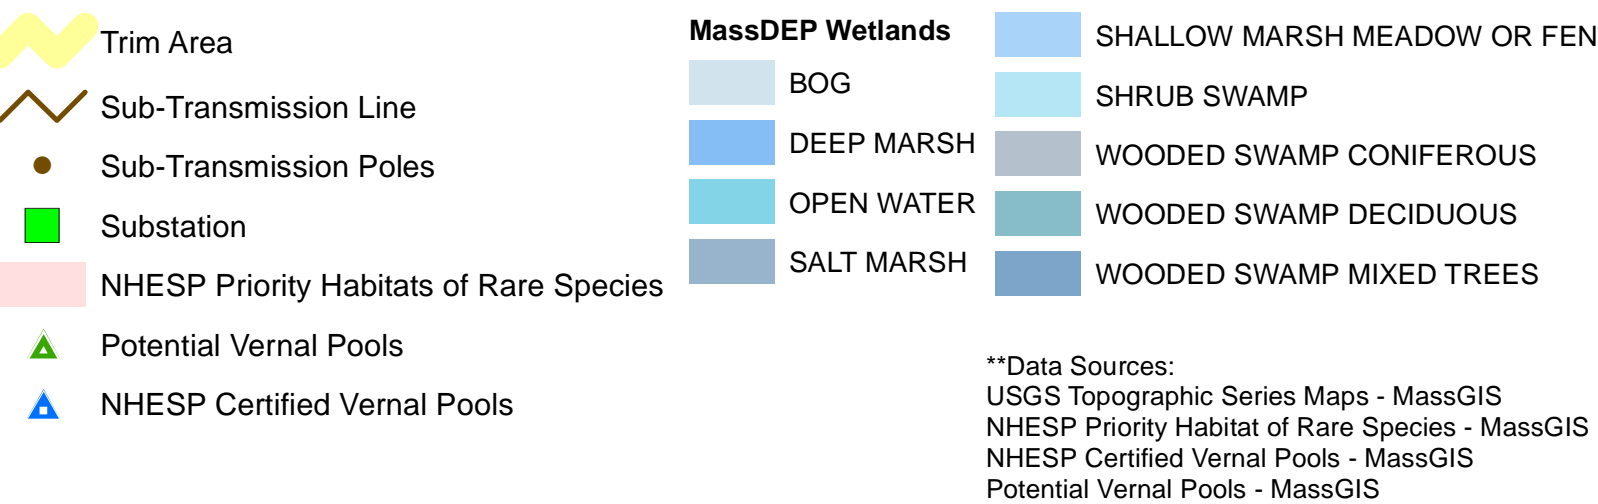 Trim Area
Sub-Transmission Line
Sub-Transmission Poles
Substation
NHESP Priority Habitats of Rare Species
Potential Vernal Pools
NHESP Certified Vernal Pools
MassDEP Wetlands
BOG
DEEP MARSH
OPEN WATER
SALT MARSH
SHALLOW MARSH MEADOW OR FEN
SHRUB SWAMP
WOODED SWAMP CONIFEROUS
WOODED SWAMP DECIDUOUS
WOODED SWAMP MIXED TREES
**Data Sources:
USGS Topographic Series Maps - MassGIS
NHESP Priority Habitat of Rare Species - MassGIS
NHESP Certified Vernal Pools - MassGIS
Potential Vernal Pools - MassGIS